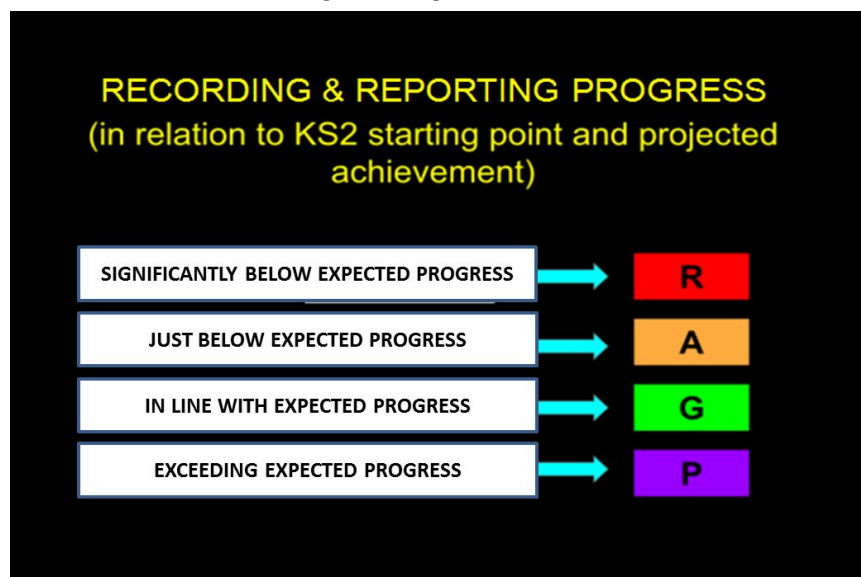 RECORDING & REPORTING PROGRESS
(in relation to KS2 starting point and projected
achievement)
SIGNIFICANTLY BELOW EXPECTED PROGRESS R
JUST BELOW EXPECTED PROGRESS A
IN LINE WITH EXPECTED PROGRESS G
EXCEEDING EXPECTED PROGRESS P